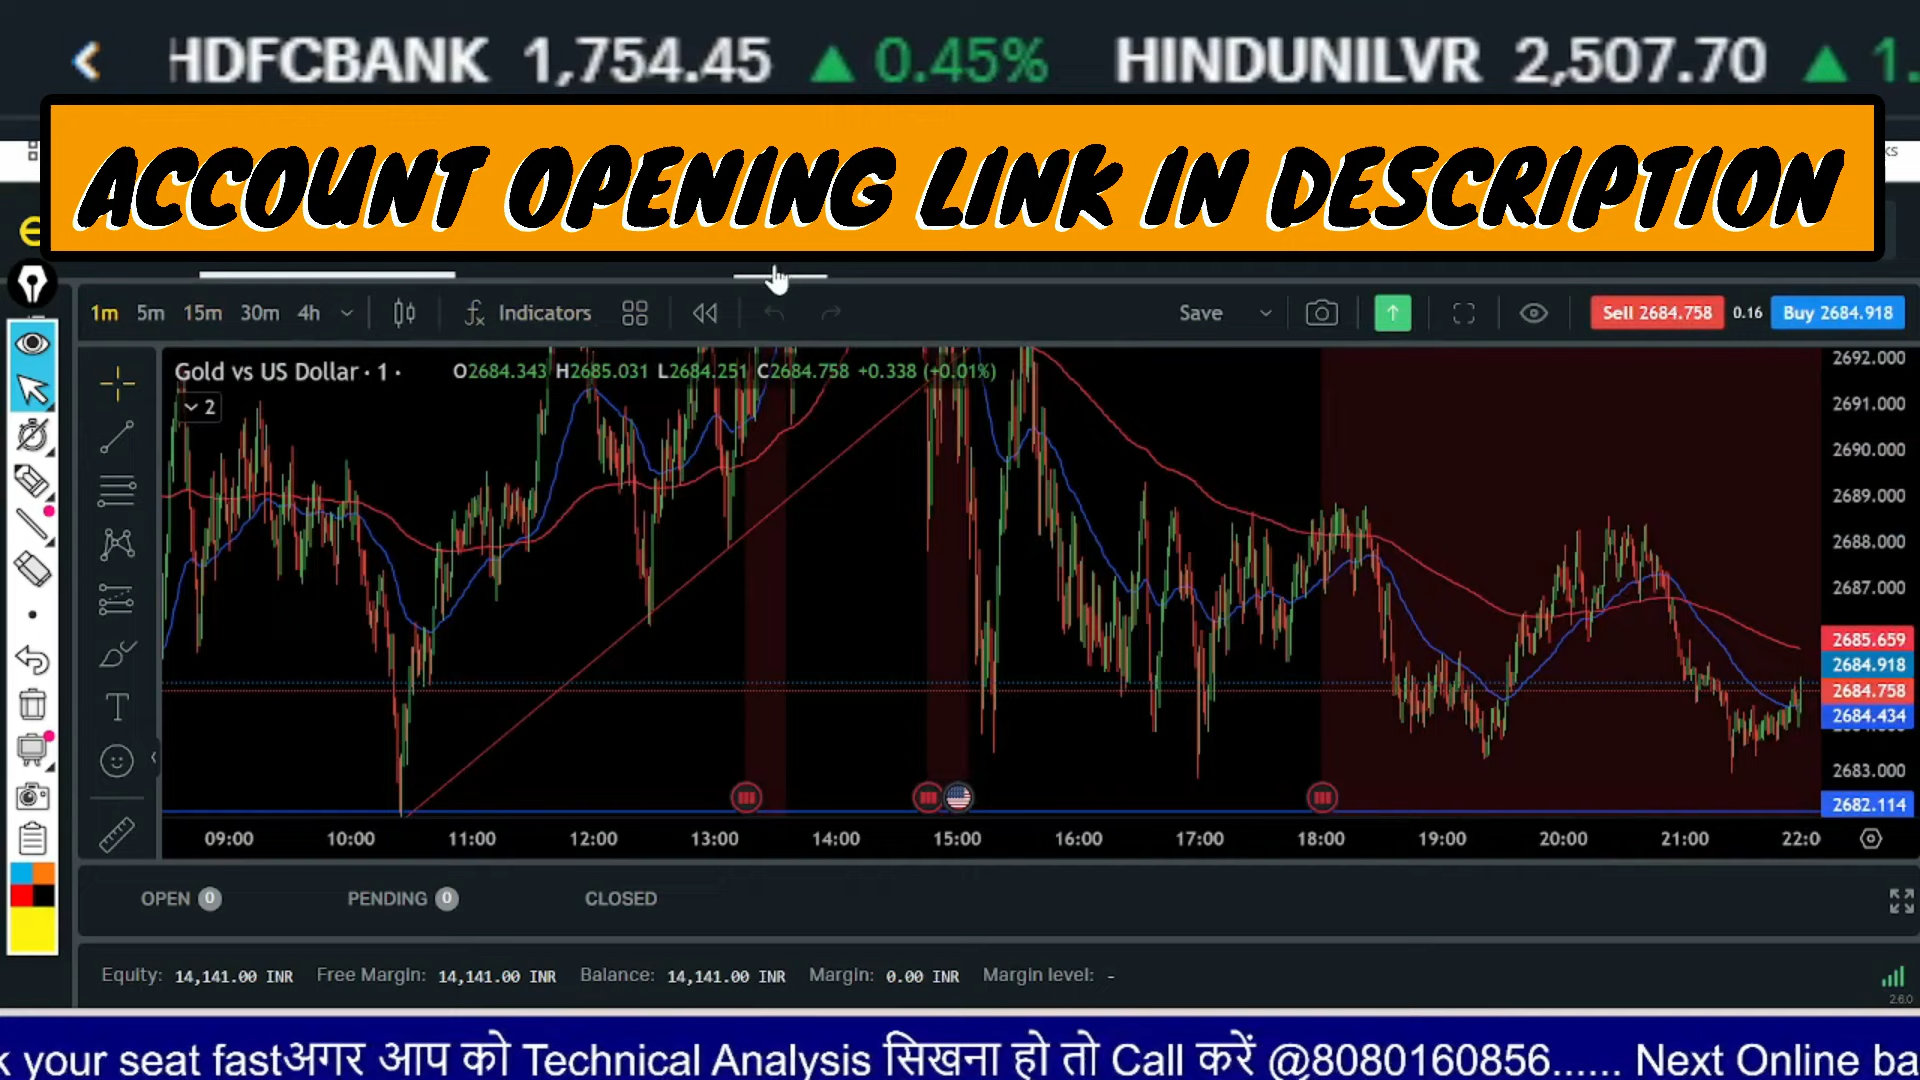 HDFCBANK 1,754.45 ▲ 0.45% HINDUNILVR 2,507.70 ▲ 1.
ACCOUNT OPENING LINK IN DESCRIPTION
1m 5m 15m 30m 4h Indicators Save Sell 2684.758 0.16 Buy 2684.918
Gold vs US Dollar · 1 · O2684.343 H2685.031 L2684.251 C2684.758 +0.338 (+0.01%)
2
2692.000
2691.000
2690.000
2689.000
2688.000
2687.000
2685.659
2684.918
2684.758
2684.434
2683.000
2682.114
09:00 10:00 11:00 12:00 13:00 14:00 15:00 16:00 17:00 18:00 19:00 20:00 21:00 22:0
OPEN 0 PENDING 0 CLOSED
Equity: 14,141.00 INR Free Margin: 14,141.00 INR Balance: 14,141.00 INR Margin: 0.00 INR Margin level: -
2.6.0
k your seat fastअगर आप को Technical Analysis सिखना हो तो Call करें @8080160856...... Next Online ba